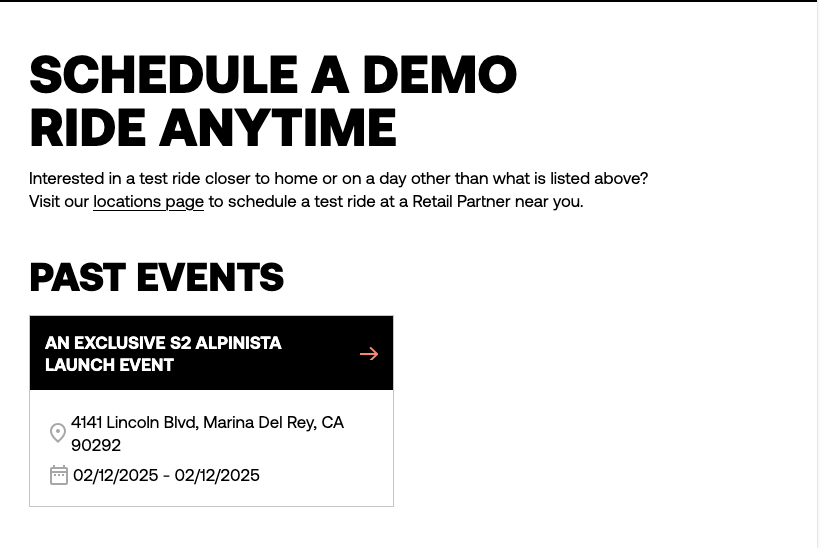 SCHEDULE A DEMO
RIDE ANYTIME
Interested in a test ride closer to home or on a day other than what is listed above?
Visit our locations page to schedule a test ride at a Retail Partner near you.
PAST EVENTS
AN EXCLUSIVE S2 ALPINISTA
LAUNCH EVENT
4141 Lincoln Blvd, Marina Del Rey, CA
90292
02/12/2025 - 02/12/2025